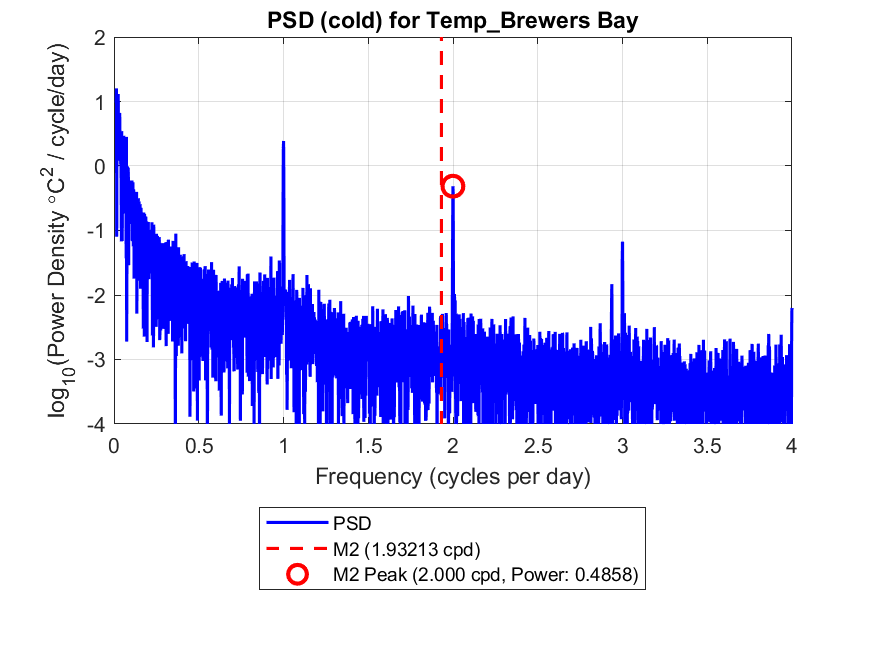 PSD (cold) for Temp_Brewers Bay
log10(Power Density °C2 / cycle/day)
2
1
0
-1
-2
-3
-4
0 0.5 1 1.5 2 2.5 3 3.5 4
Frequency (cycles per day)
PSD
M2 (1.93213 cpd)
M2 Peak (2.000 cpd, Power: 0.4858)